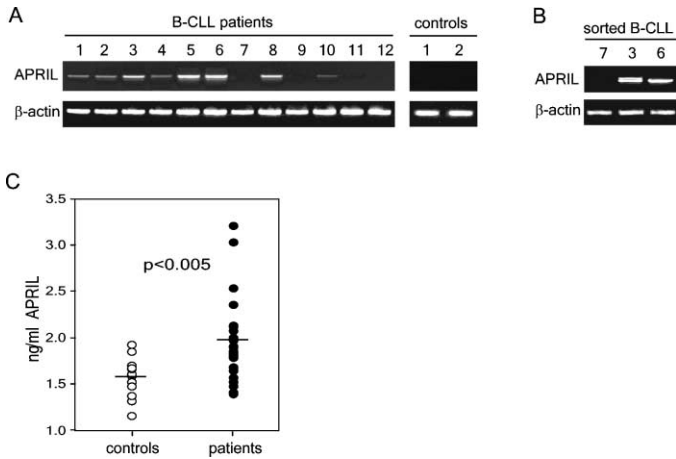 A
B-CLL patients
controls
1 2 3 4 5 6 7 8 9 10 11 12
1 2
APRIL
β-actin
B
sorted B-CLL
7 3 6
APRIL
β-actin
C
3.5
3.0
2.5
2.0
1.5
1.0
ng/ml APRIL
p<0.005
controls
patients